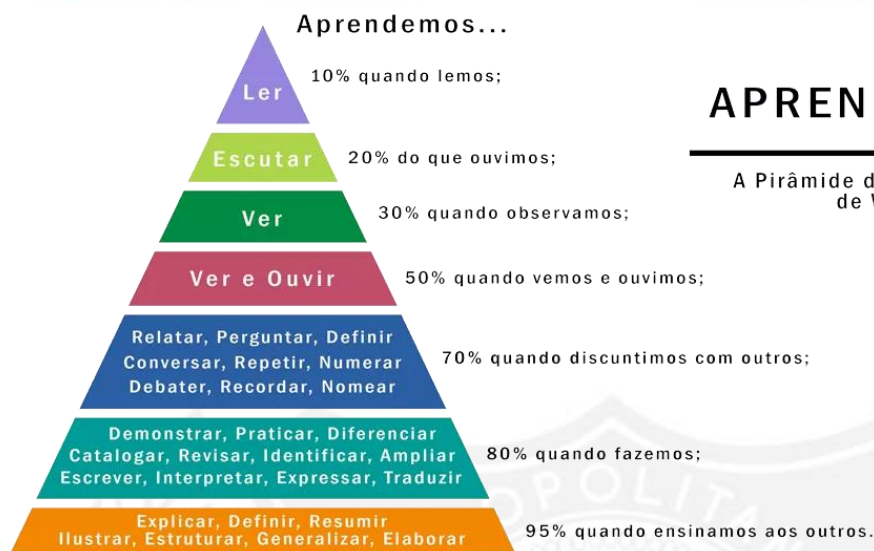 Aprendemos...
Ler
10% quando lemos;
Escutar
20% do que ouvimos;
Ver
30% quando observamos;
Ver e Ouvir
50% quando vemos e ouvimos;
Relatar, Perguntar, Definir
Conversar, Repetir, Numerar
Debater, Recordar, Nomear
70% quando discuntimos com outros;
Demonstrar, Praticar, Diferenciar
Catalogar, Revisar, Identificar, Ampliar
Escrever, Interpretar, Expressar, Traduzir
80% quando fazemos;
Explicar, Definir, Resumir
Ilustrar, Estruturar, Generalizar, Elaborar
95% quando ensinamos aos outros.
APREN
A Pirâmide d
de
OPOLITA